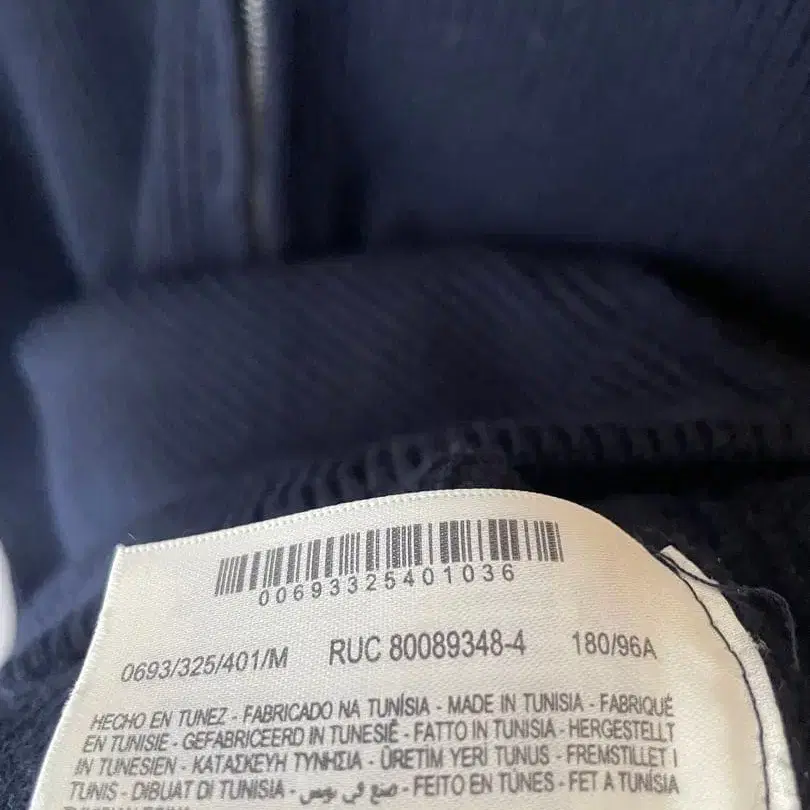 00693325401036
0693/325/401/M RUC 80089348-4 180/96A
HECHO EN TUNEZ - FABRICADO NA TUNÍSIA - MADE IN TUNISIA - FABRIQUÉ
EN TUNISIE - GEFABRICEERD IN TUNESIË - FATTO IN TUNISIA - HERGESTELLT
IN TUNESIEN - ΚΑΤΑΣΚΕΥΗ ΤΥΝΗΣΙΑ - ÜRETIM YERI TUNUS - FREMSTILLET I
TUNIS - DIBUAT DI TUNISIA - صنع في تونس - FEITO EN TÚNES - FET A TUNÍSIA